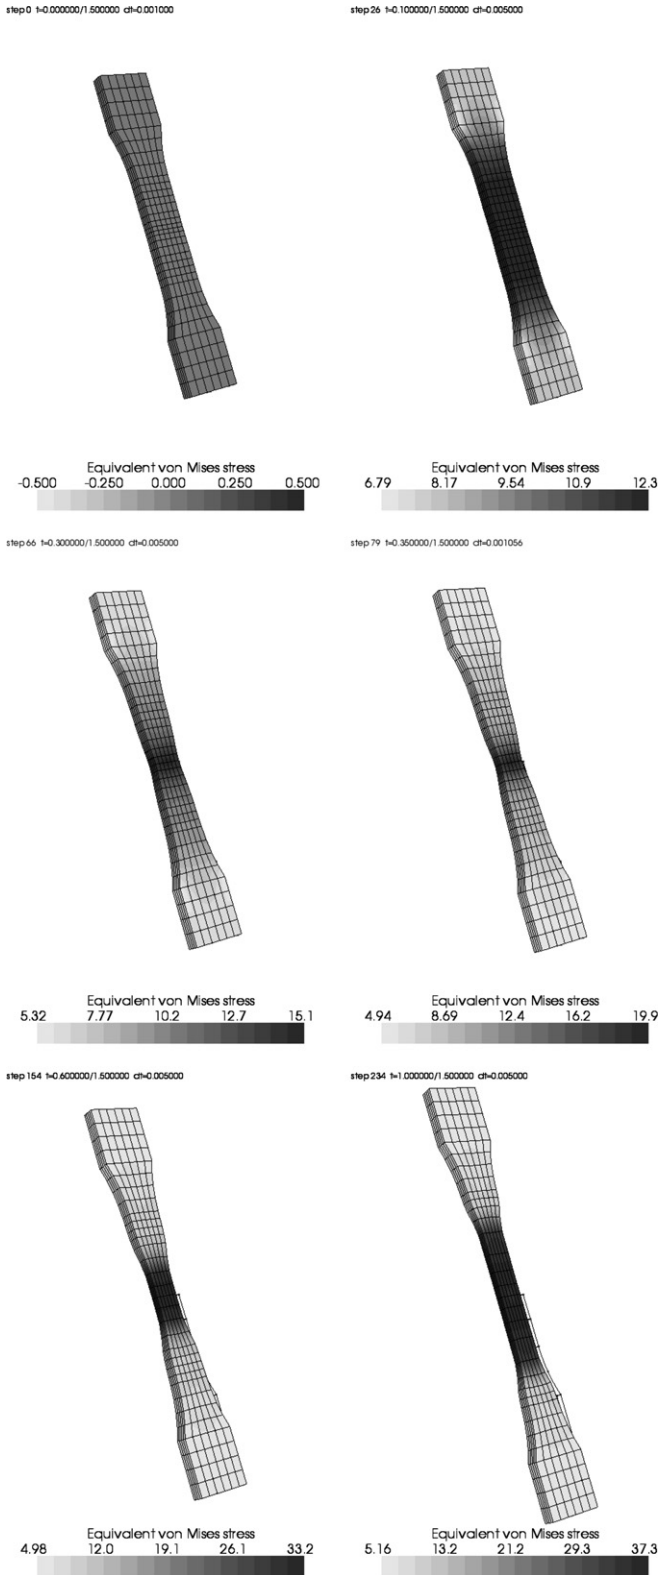 step 0 t=0.000000/1.500000 dt=0.001000
Equivalent von Mises stress
-0.500 -0.250 0.000 0.250 0.500
step 26 t=0.100000/1.500000 dt=0.005000
Equivalent von Mises stress
6.79 8.17 9.54 10.9 12.3
step 66 t=0.300000/1.500000 dt=0.005000
Equivalent von Mises stress
5.32 7.77 10.2 12.7 15.1
step 79 t=0.350000/1.500000 dt=0.001056
Equivalent von Mises stress
4.94 8.69 12.4 16.2 19.9
step 154 t=0.600000/1.500000 dt=0.005000
Equivalent von Mises stress
4.98 12.0 19.1 26.1 33.2
step 234 t=1.000000/1.500000 dt=0.005000
Equivalent von Mises stress
5.16 13.2 21.2 29.3 37.3